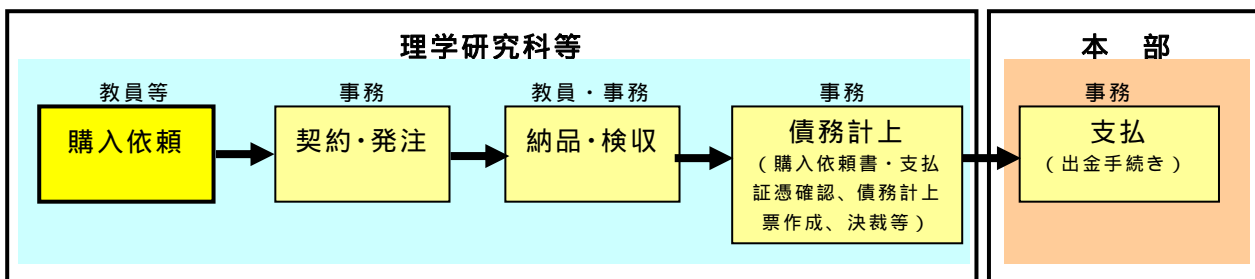 理学研究科等
本 部
教員等
事務
教員・事務
事務
事務
購入依頼
契約・発注
納品・検収
債務計上
(購入依頼書・支払
証憑確認、債務計上
票作成、決裁等)
支払
(出金手続き)